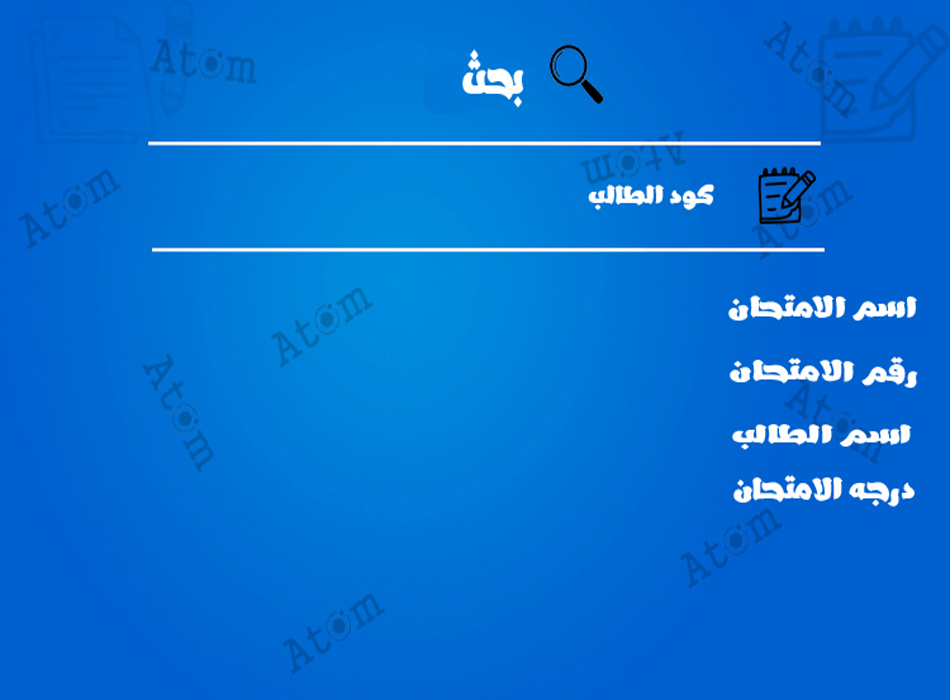 Atom
Atom
بحث
Atom
Atom
كود الطالب
Atom
Atom
اسم الامتحان
رقم الامتحان
Atom
Atom
اسم الطالب
درجه الامتحان
Atom
Atom